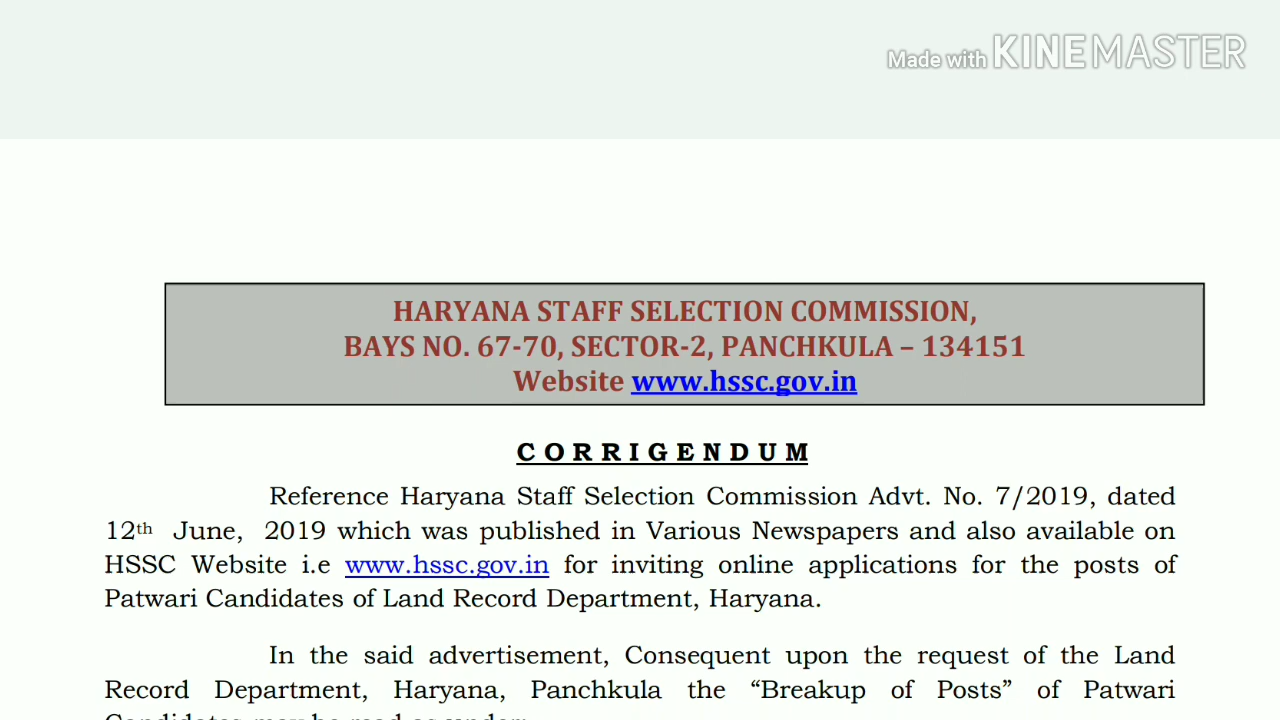 Made with KINEMASTER
HARYANA STAFF SELECTION COMMISSION,
BAYS NO. 67-70, SECTOR-2, PANCHKULA – 134151
Website www.hssc.gov.in
C O R R I G E N D U M
Reference Haryana Staff Selection Commission Advt. No. 7/2019, dated
12th June, 2019 which was published in Various Newspapers and also available on
HSSC Website i.e www.hssc.gov.in for inviting online applications for the posts of
Patwari Candidates of Land Record Department, Haryana.
In the said advertisement, Consequent upon the request of the Land
Record Department, Haryana, Panchkula the “Breakup of Posts” of Patwari